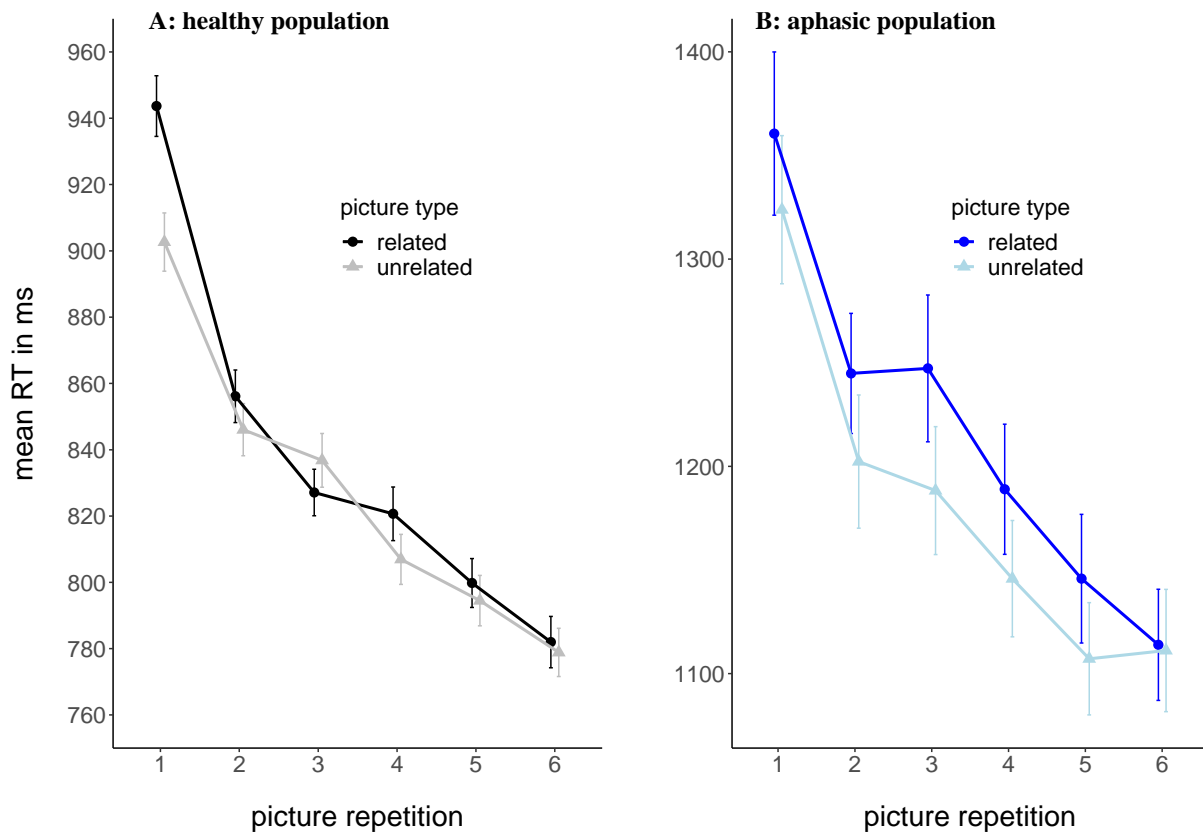 A: healthy population
960
940
920
900
880
860
840
820
800
780
760
mean RT in ms
picture type
related
unrelated
1 2 3 4 5 6
picture repetition
B: aphasic population
1400
1300
1200
1100
picture type
related
unrelated
1 2 3 4 5 6
picture repetition